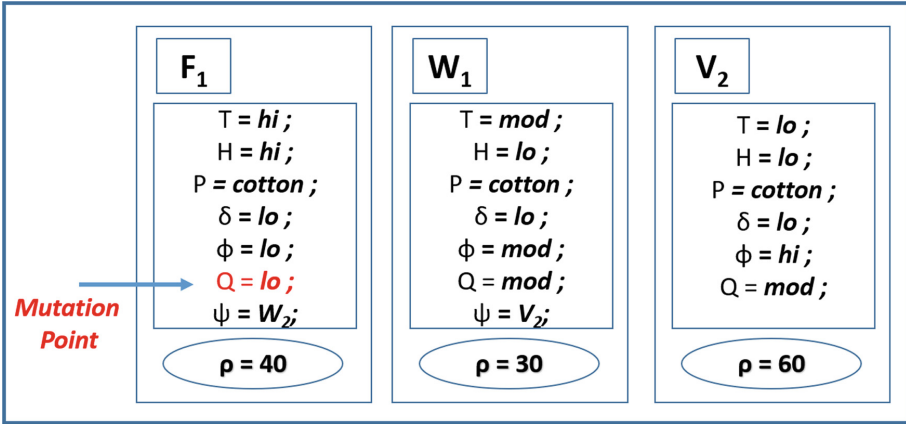 F₁
T = hi ;
H = hi ;
P = cotton ;
δ = lo ;
ϕ = lo ;
Q = lo ;
ψ = W₂;
ρ = 40
Mutation
Point
W₁
T = mod ;
H = lo ;
P = cotton ;
δ = lo ;
ϕ = mod ;
Q = mod ;
ψ = V₂;
ρ = 30
V₂
T = lo ;
H = lo ;
P = cotton ;
δ = lo ;
ϕ = hi ;
Q = mod ;
ρ = 60